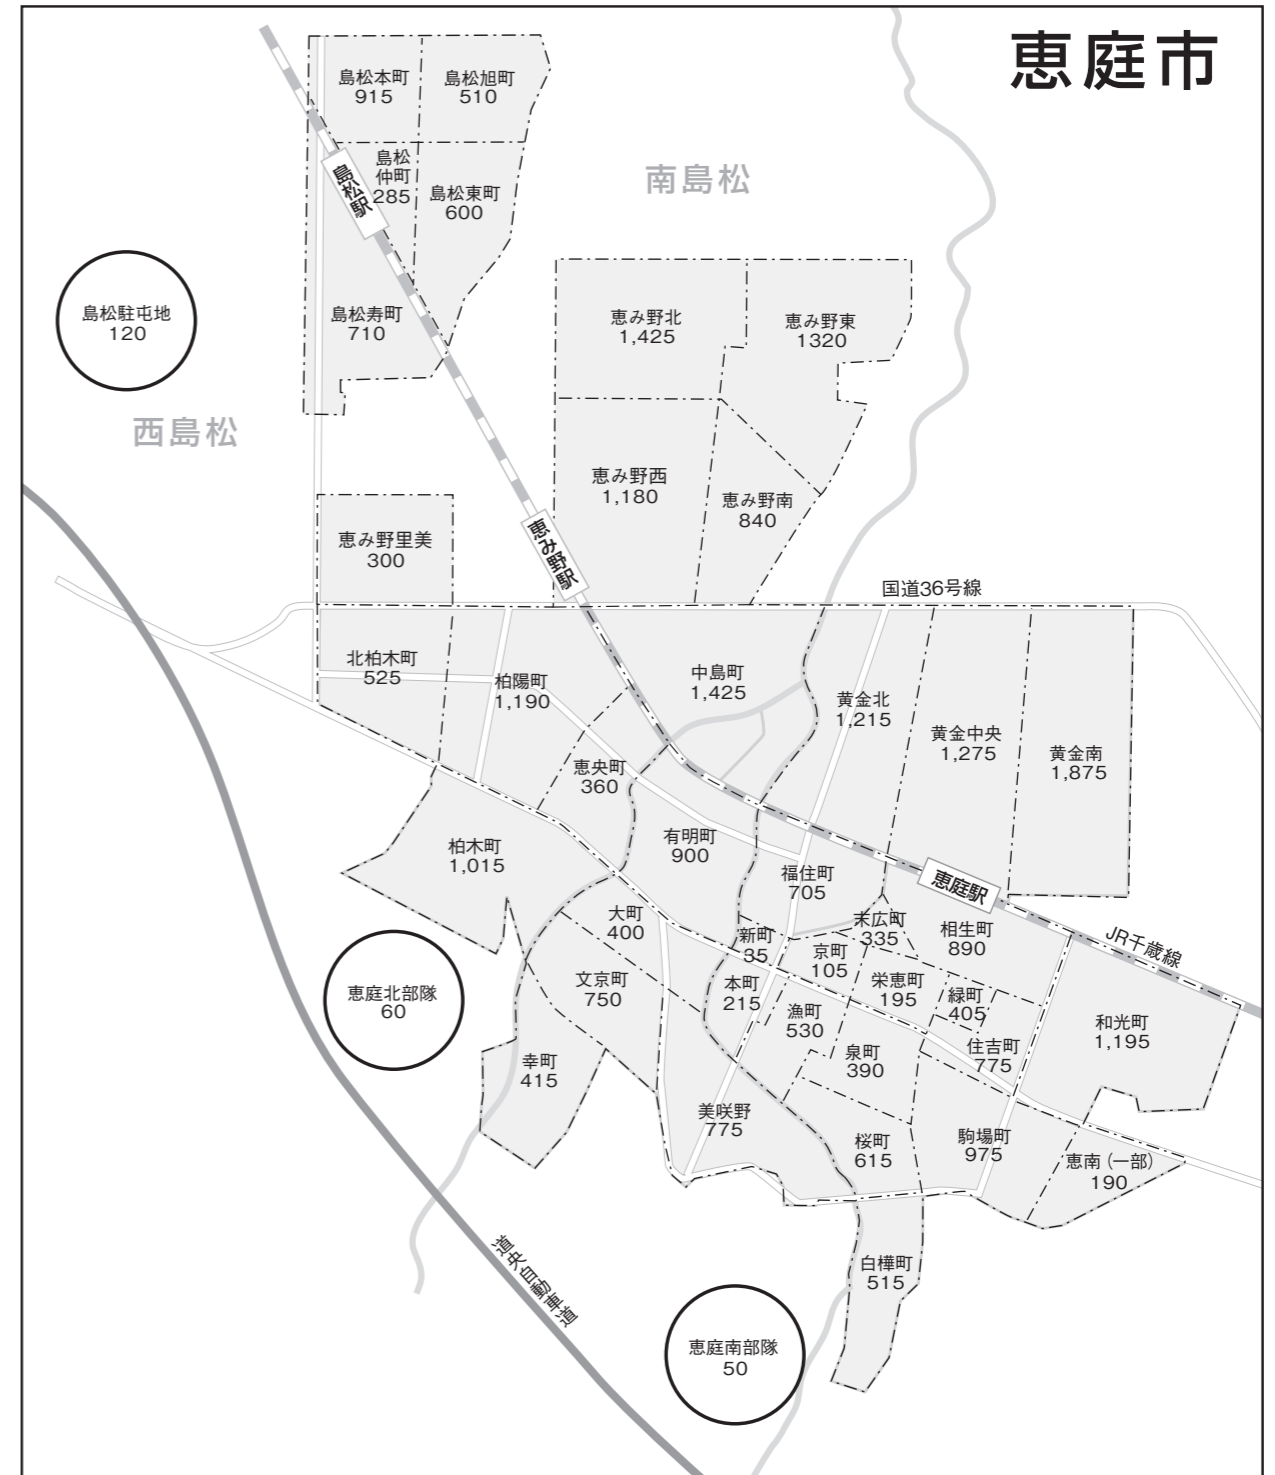 恵庭市
島松本町
915
島松旭町
510
島松
仲町
285
島松東町
600
島松駅
南島松
島松駐屯地
120
島松寿町
710
恵み野北
1,425
恵み野東
1320
西島松
恵み野西
1,180
恵み野南
840
恵み野里美
300
恵み野駅
国道36号線
北柏木町
525
柏陽町
1,190
中島町
1,425
黄金北
1,215
黄金中央
1,275
黄金南
1,875
恵央町
360
柏木町
1,015
有明町
900
福住町
705
恵庭駅
大町
400
新町
35
末広町
335
相生町
890
JR千歳線
京町
105
文京町
750
本町
215
栄恵町
195
緑町
405
恵庭北部隊
60
漁町
530
和光町
1,195
幸町
415
泉町
390
住吉町
775
美咲野
775
桜町
615
駒場町
975
恵南（一部）
190
道央自動車道
白樺町
515
恵庭南部隊
50